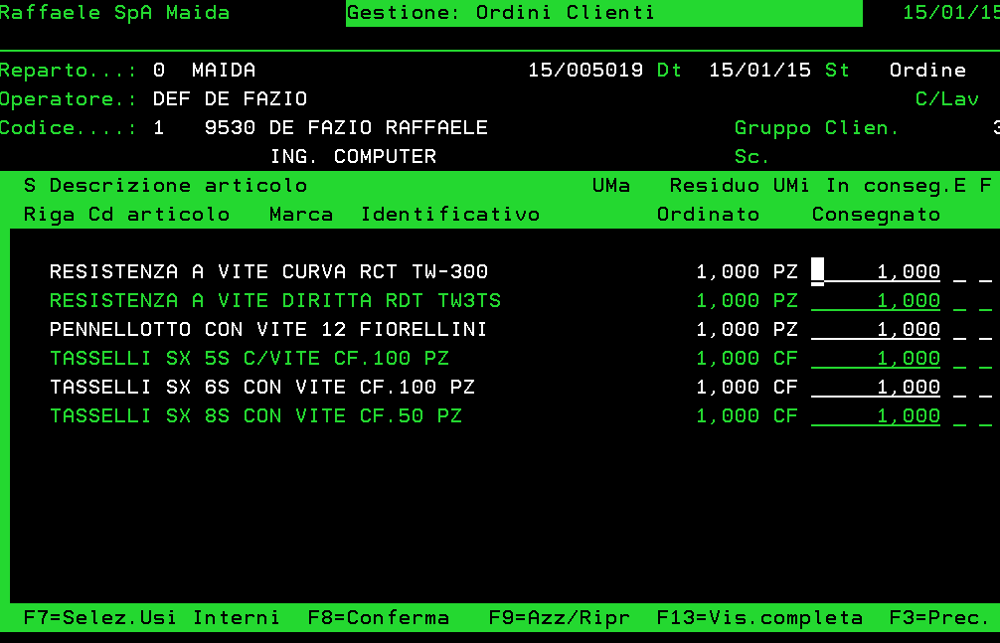 Raffaele SpA Maida Gestione: Ordini Clienti 15/01/15
Reparto...: 0 MAIDA 15/005019 Dt 15/01/15 St Ordine
Operatore.: DEF DE FAZIO C/Lav
Codice....: 1 9530 DE FAZIO RAFFAELE Gruppo Clien. 3
ING. COMPUTER Sc.
S Descrizione articolo UMa Residuo UMi In conseg.E F
Riga Cd articolo Marca Identificativo Ordinato Consegnato
RESISTENZA A VITE CURVA RCT TW-300 1,000 PZ 1,000 _ _
RESISTENZA A VITE DIRITTA RDT TW3TS 1,000 PZ 1,000 _ _
PENNELLOTTO CON VITE 12 FIORELLINI 1,000 PZ 1,000 _ _
TASSELLI SX 5S C/VITE CF.100 PZ 1,000 CF 1,000 _ _
TASSELLI SX 6S CON VITE CF.100 PZ 1,000 CF 1,000 _ _
TASSELLI SX 8S CON VITE CF.50 PZ 1,000 CF 1,000 _ _
F7=Selez.Usi Interni F8=Conferma F9=Azz/Ripr F13=Vis.completa F3=Prec.